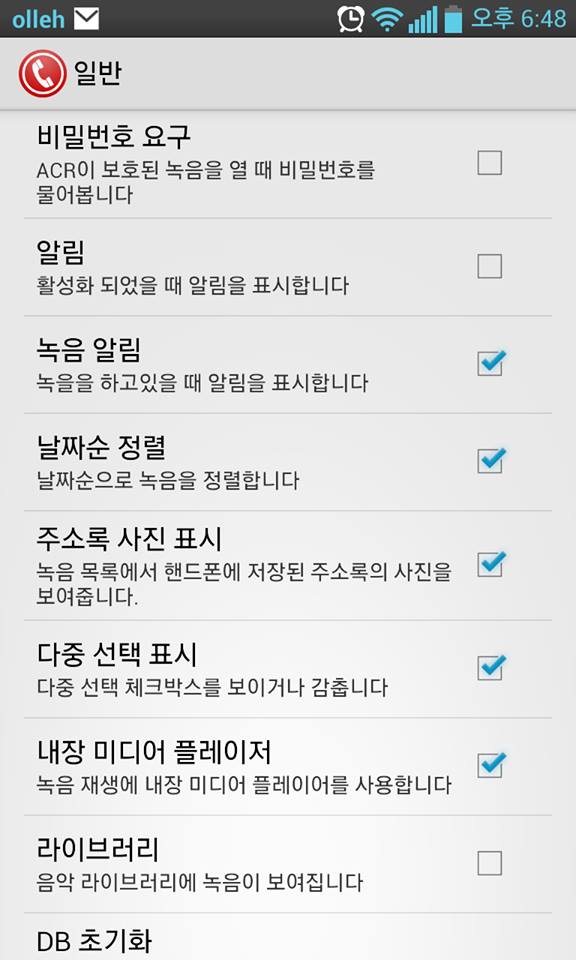 olleh 오후 6:48
일반
비밀번호 요구
ACR이 보호된 녹음을 열 때 비밀번호를
물어봅니다
알림
활성화 되었을 때 알림을 표시합니다
녹음 알림
녹을을 하고있을 때 알림을 표시합니다
날짜순 정렬
날짜순으로 녹음을 정렬합니다
주소록 사진 표시
녹음 목록에서 핸드폰에 저장된 주소록의 사진을
보여줍니다.
다중 선택 표시
다중 선택 체크박스를 보이거나 감춥니다
내장 미디어 플레이저
녹음 재생에 내장 미디어 플레이어를 사용합니다
라이브러리
음악 라이브러리에 녹음이 보여집니다
DB 초기화